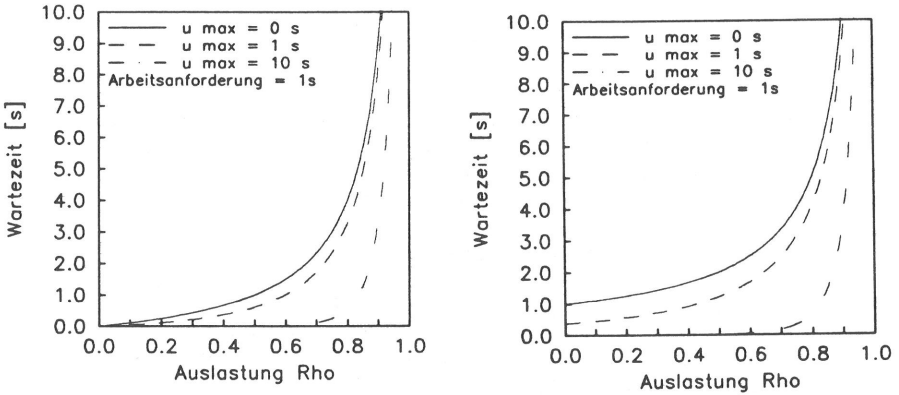 10.0
9.0
8.0
7.0
6.0
5.0
4.0
3.0
2.0
1.0
0.0
Wartezeit [s]
u max = 0 s
u max = 1 s
u max = 10 s
Arbeitsanforderung = 1s
0.0 0.2 0.4 0.6 0.8 1.0
Auslastung Rho
10.0
9.0
8.0
7.0
6.0
5.0
4.0
3.0
2.0
1.0
0.0
Wartezeit [s]
u max = 0 s
u max = 1 s
u max = 10 s
Arbeitsanforderung = 1s
0.0 0.2 0.4 0.6 0.8 1.0
Auslastung Rho